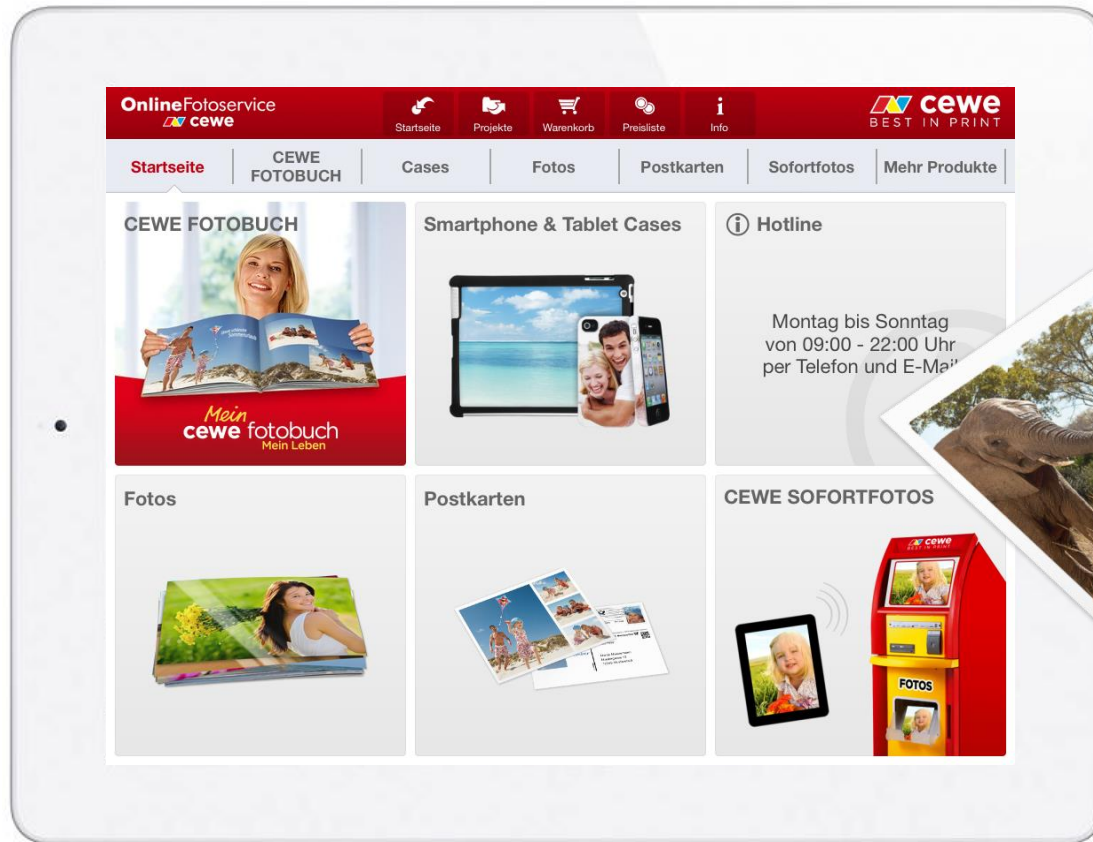 OnlineFotoservice
cewe
Startseite
Projekte
Warenkorb
Preisliste
Info
cewe
BEST IN PRINT
Startseite
CEWE
FOTOBUCH
Cases
Fotos
Postkarten
Sofortfotos
Mehr Produkte
CEWE FOTOBUCH
Mein
cewe fotobuch
Mein Leben
Smartphone & Tablet Cases
Hotline
Montag bis Sonntag
von 09:00 - 22:00 Uhr
per Telefon und E-Mail
Fotos
Postkarten
CEWE SOFORTFOTOS
cewe
BEST IN PRINT
FOTOS